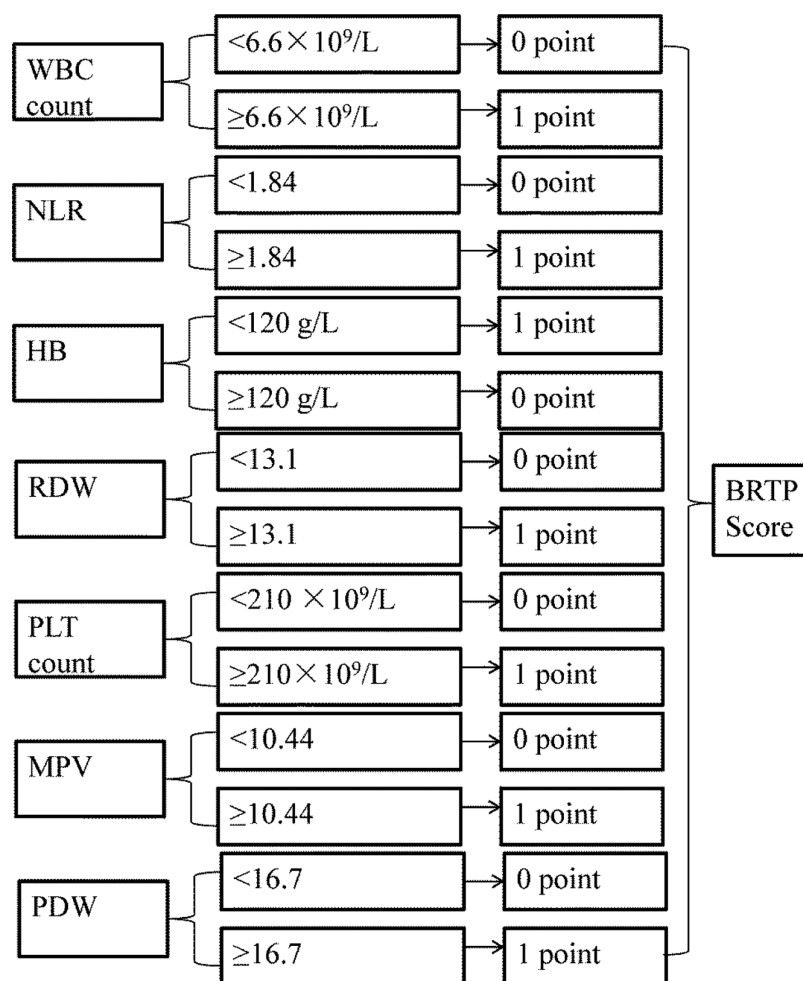 WBC
count
<6.6×10⁹/L
0 point
≥6.6×10⁹/L
1 point
NLR
<1.84
0 point
≥1.84
1 point
HB
<120 g/L
1 point
≥120 g/L
0 point
RDW
<13.1
0 point
≥13.1
1 point
PLT
count
<210 ×10⁹/L
0 point
≥210×10⁹/L
1 point
MPV
<10.44
0 point
≥10.44
1 point
PDW
<16.7
0 point
≥16.7
1 point
BRTP
Score